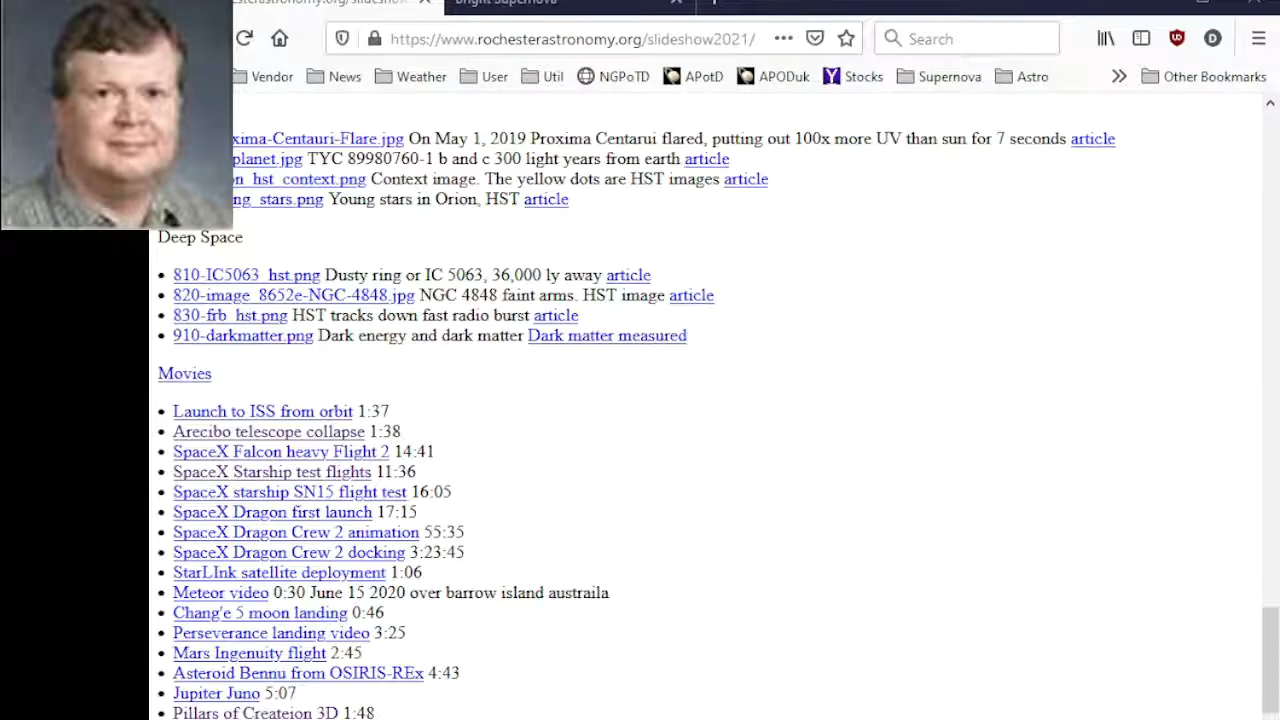 https://www.rochesterastronomy.org/slideshow2021/ Search
Vendor News Weather User Util NGPoTD APotD APODuk Stocks Supernova Astro Other Bookmarks
xima-Centauri-Flare.jpg On May 1, 2019 Proxima Centarui flared, putting out 100x more UV than sun for 7 seconds article
planet.jpg TYC 89980760-1 b and c 300 light years from earth article
on_hst_context.png Context image. The yellow dots are HST images article
ng_stars.png Young stars in Orion, HST article
Deep Space
• 810-IC5063_hst.png Dusty ring or IC 5063, 36,000 ly away article
• 820-image_8652e-NGC-4848.jpg NGC 4848 faint arms. HST image article
• 830-frb_hst.png HST tracks down fast radio burst article
• 910-darkmatter.png Dark energy and dark matter Dark matter measured
Movies
• Launch to ISS from orbit 1:37
• Arecibo telescope collapse 1:38
• SpaceX Falcon heavy Flight 2 14:41
• SpaceX Starship test flights 11:36
• SpaceX starship SN15 flight test 16:05
• SpaceX Dragon first launch 17:15
• SpaceX Dragon Crew 2 animation 55:35
• SpaceX Dragon Crew 2 docking 3:23:45
• StarLInk satellite deployment 1:06
• Meteor video 0:30 June 15 2020 over barrow island austraila
• Chang'e 5 moon landing 0:46
• Perseverance landing video 3:25
• Mars Ingenuity flight 2:45
• Asteroid Bennu from OSIRIS-REx 4:43
• Jupiter Juno 5:07
• Pillars of Createion 3D 1:48